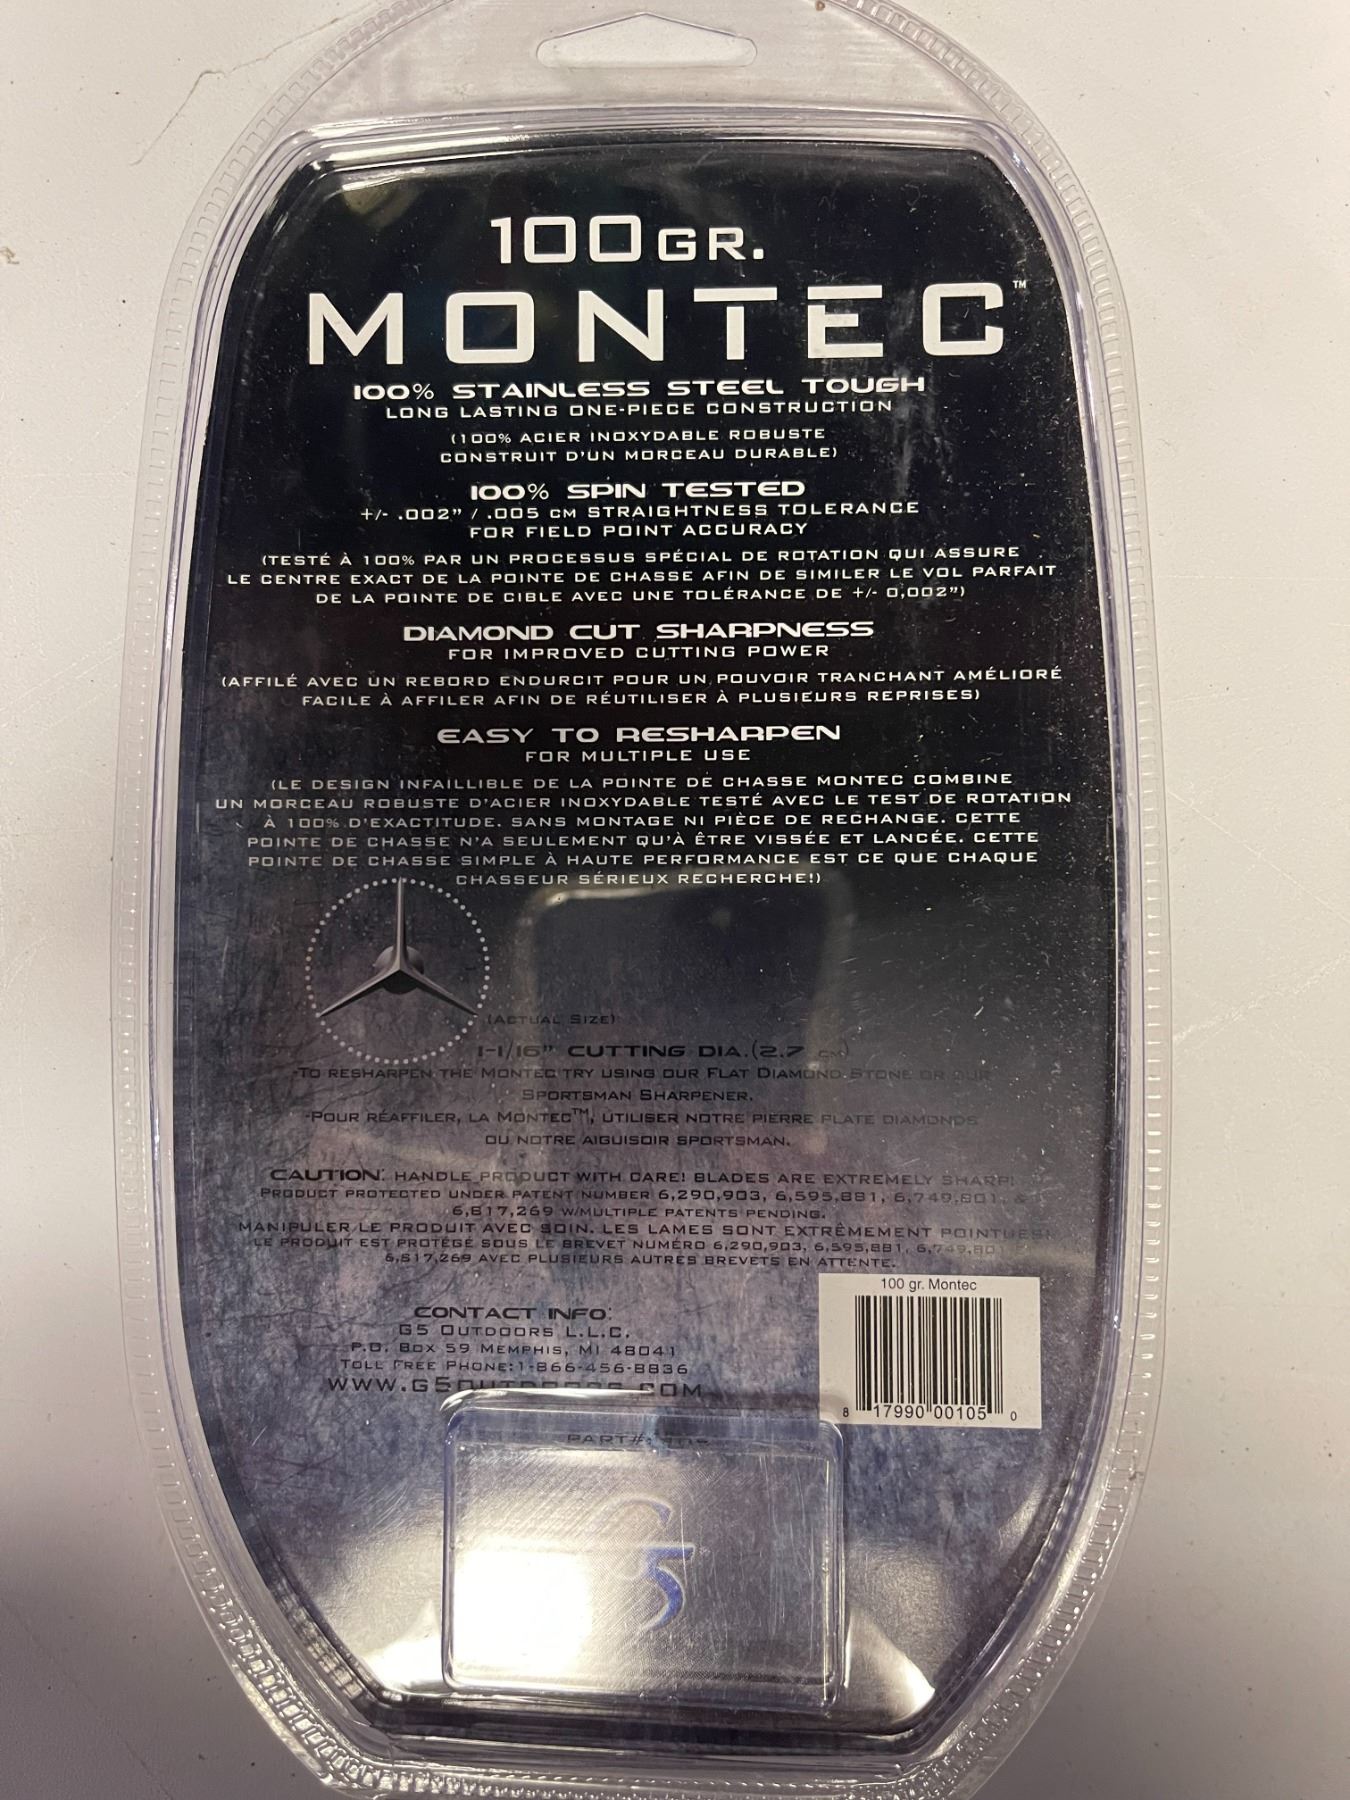 100 GR.
MONTEC™
100% STAINLESS STEEL TOUGH
LONG LASTING ONE-PIECE CONSTRUCTION
(100% ACIER INOXYDABLE ROBUSTE
CONSTRUIT D'UN MORCEAU DURABLE)
100% SPIN TESTED
+/- .002" / .005 CM STRAIGHTNESS TOLERANCE
FOR FIELD POINT ACCURACY
(TESTÉ À 100% PAR UN PROCESSUS SPÉCIAL DE ROTATION QUI ASSURE
LE CENTRE EXACT DE LA POINTE DE CHASSE AFIN DE SIMILER LE VOL PARFAIT
DE LA POINTE DE CIBLE AVEC UNE TOLÉRANCE DE +/- 0,002")
DIAMOND CUT SHARPNESS
FOR IMPROVED CUTTING POWER
(AFFILÉ AVEC UN REBORD ENDURCIT POUR UN POUVOIR TRANCHANT AMÉLIORÉ
FACILE À AFFILER AFIN DE RÉUTILISER À PLUSIEURS REPRISES)
EASY TO RESHARPEN
FOR MULTIPLE USE
(LE DESIGN INFAILLIBLE DE LA POINTE DE CHASSE MONTEC COMBINE
UN MORCEAU ROBUSTE D'ACIER INOXYDABLE TESTÉ AVEC LE TEST DE ROTATION
À 100% D'EXACTITUDE. SANS MONTAGE NI PIÈCE DE RECHANGE. CETTE
POINTE DE CHASSE N'A SEULEMENT QU'À ÊTRE VISSÉE ET LANCÉE. CETTE
POINTE DE CHASSE SIMPLE À HAUTE PERFORMANCE EST CE QUE CHAQUE
CHASSEUR SÉRIEUX RECHERCHE!)
(ACTUAL SIZE)
1-1/16" CUTTING DIA.(2.7 CM)
-TO RESHARPEN THE MONTEC TRY USING OUR FLAT DIAMOND STONE OR OUR
SPORTSMAN SHARPENER.
-POUR RÉAFFILER, LA MONTEC™, UTILISER NOTRE PIERRE PLATE DIAMONDS
OU NOTRE AIGUISOIR SPORTSMAN.
CAUTION: HANDLE PRODUCT WITH CARE! BLADES ARE EXTREMELY SHARP!
PRODUCT PROTECTED UNDER PATENT NUMBER 6,290,903, 6,595,881, 6,749,801, &
6,817,269 W/MULTIPLE PATENTS PENDING.
MANIPULER LE PRODUIT AVEC SOIN. LES LAMES SONT EXTRÊMEMENT POINTUES!
LE PRODUIT EST PROTÉGÉ SOUS LE BREVET NUMÉRO 6,290,903, 6,595,881, 6,749,801 E
6,817,269 AVEC PLUSIEURS AUTRES BREVETS EN ATTENTE.
100 gr. Montec
8 17990 00105 0
CONTACT INFO:
G5 OUTDOORS L.L.C.
P.O. BOX 59 MEMPHIS, MI 48041
TOLL FREE PHONE:1-866-456-8836
WWW.G5OUTDOORS.COM
PART#:
G5